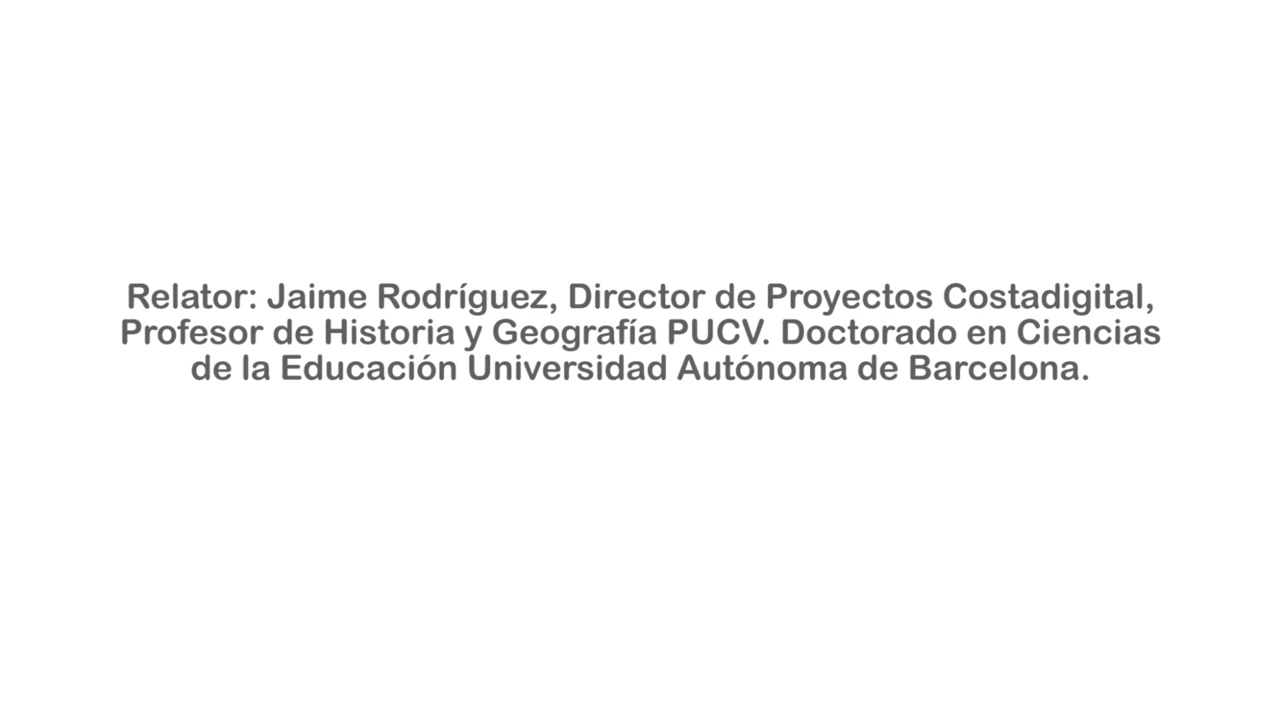 Relator: Jaime Rodríguez, Director de Proyectos Costadigital,
Profesor de Historia y Geografía PUCV. Doctorado en Ciencias
de la Educación Universidad Autónoma de Barcelona.